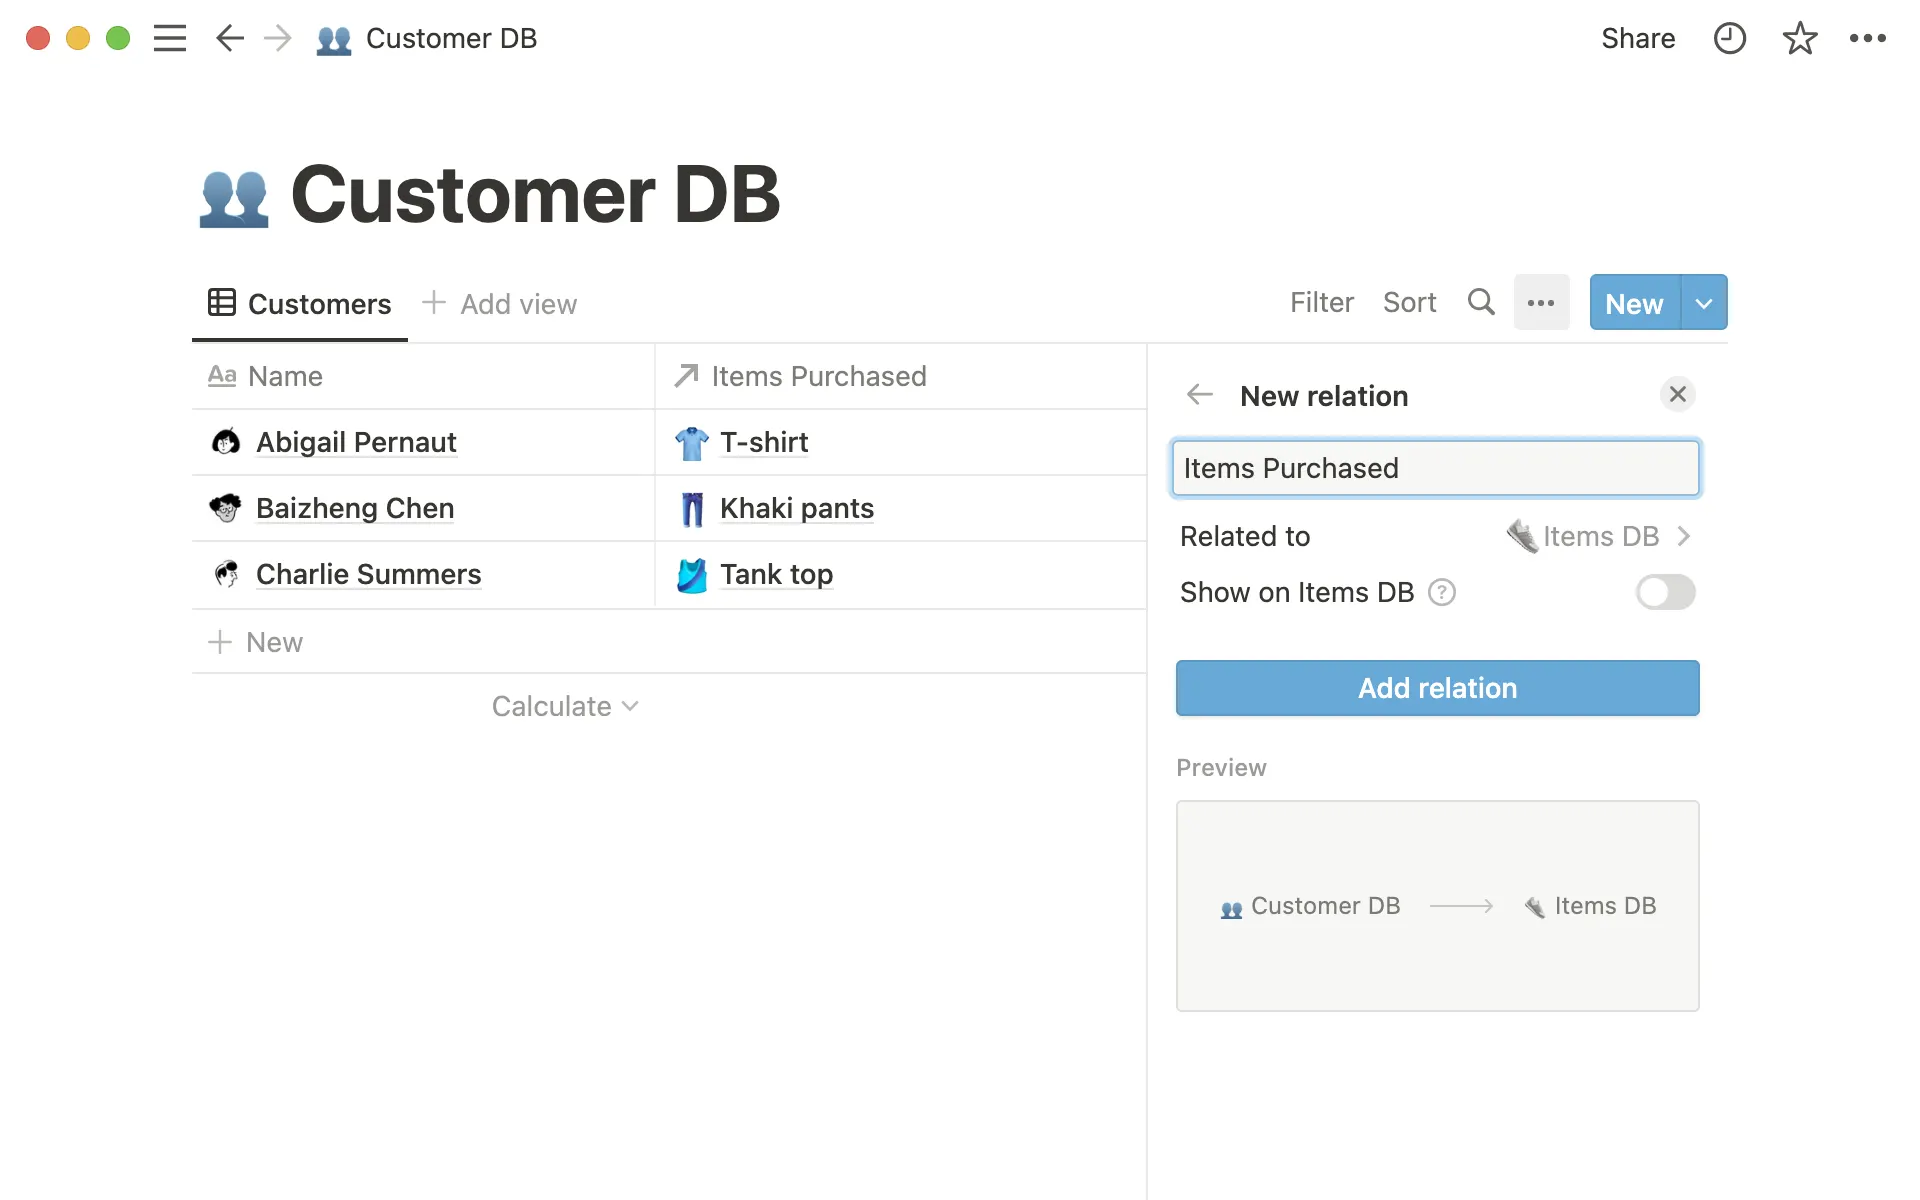 Customer DB
Share
Customer DB
Customers
Add view
Filter
Sort
New
Aa Name
Items Purchased
Abigail Pernaut
T-shirt
Baizheng Chen
Khaki pants
Charlie Summers
Tank top
New
Calculate
New relation
Items Purchased
Related to
Items DB
Show on Items DB ?
Add relation
Preview
Customer DB
Items DB